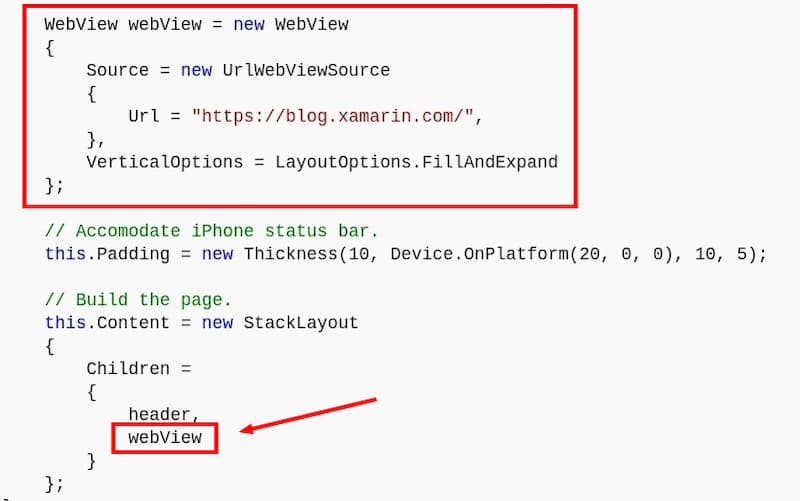 WebView webView = new WebView
{
Source = new UrlWebViewSource
{
Url = "https://blog.xamarin.com/",
},
VerticalOptions = LayoutOptions.FillAndExpand
};
// Accomodate iPhone status bar.
this.Padding = new Thickness(10, Device.OnPlatform(20, 0, 0), 10, 5);
// Build the page.
this.Content = new StackLayout
{
Children =
{
header,
webView
}
};